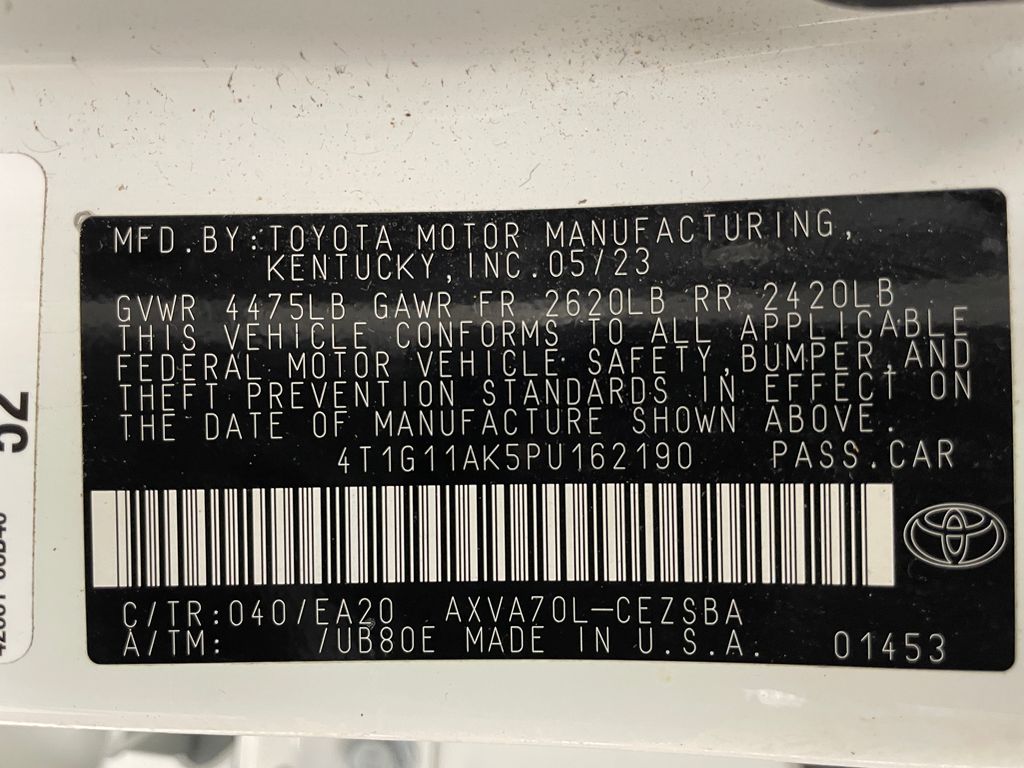 MFD.BY:TOYOTA MOTOR MANUFACTURING,
KENTUCKY,INC.05/23
GVWR 4475LB GAWR FR 2620LB RR 2420LB
THIS VEHICLE CONFORMS TO ALL APPLICABLE
FEDERAL MOTOR VEHICLE SAFETY,BUMPER,AND
THEFT PREVENTION STANDARDS IN EFFECT ON
THE DATE OF MANUFACTURE SHOWN ABOVE.
4T1G11AK5PU162190 PASS.CAR
C/TR:040/EA20 AXVA70L-CEZSBA
A/TM: /UB80E MADE IN U.S.A. 01453
52